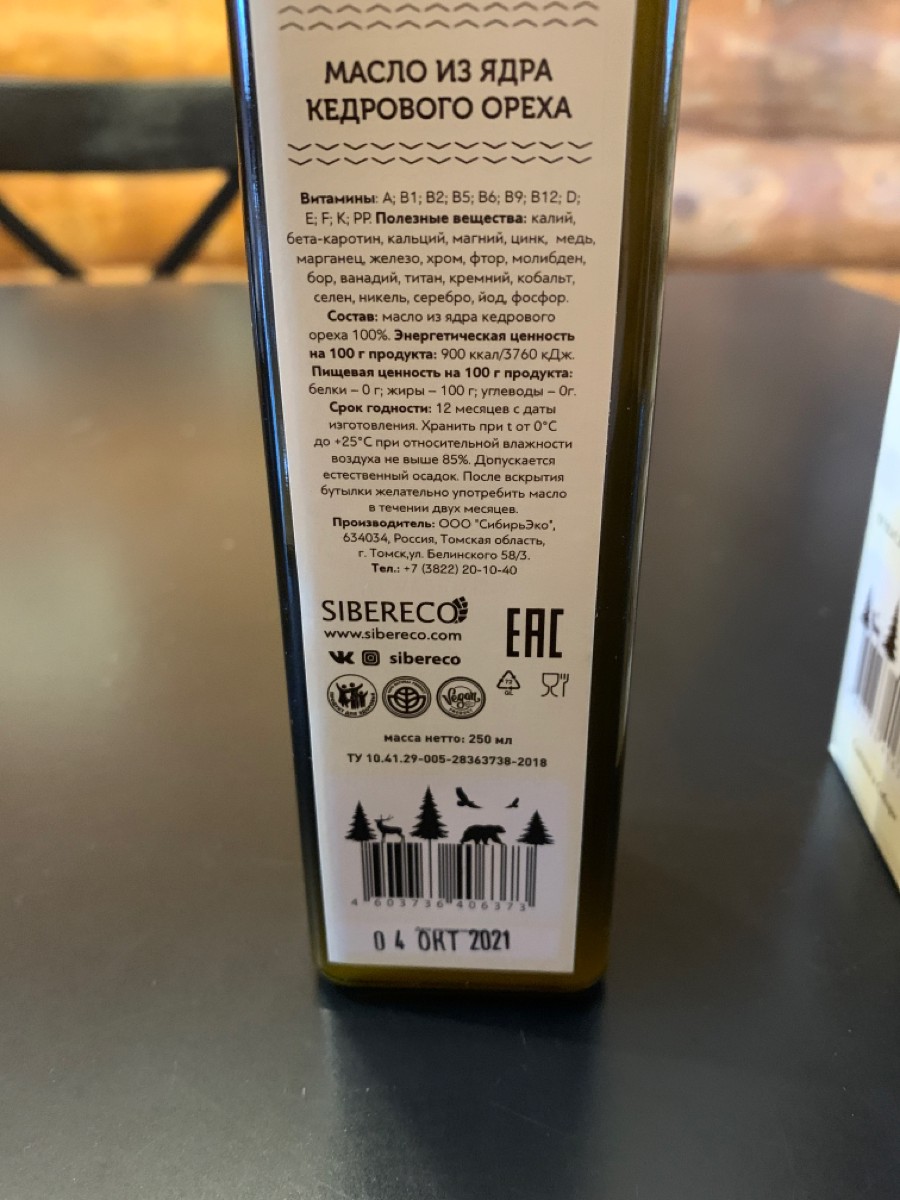 МАСЛО ИЗ ЯДРА
КЕДРОВОГО ОРЕХА
Витамины: А; В1; В2; В5; В6; В9; В12; D;
E; F; K; PP. Полезные вещества: калий,
бета-каротин, кальций, магний, цинк, медь,
марганец, железо, хром, фтор, молибден,
бор, ванадий, титан, кремний, кобальт,
селен, никель, серебро, йод, фосфор.
Состав: масло из ядра кедрового
ореха 100%. Энергетическая ценность
на 100 г продукта: 900 ккал/3760 кДж.
Пищевая ценность на 100 г продукта:
белки – 0 г; жиры – 100 г; углеводы – 0г.
Срок годности: 12 месяцев с даты
изготовления. Хранить при t от 0°С
до +25°С при относительной влажности
воздуха не выше 85%. Допускается
естественный осадок. После вскрытия
бутылки желательно употребить масло
в течении двух месяцев.
Производитель: ООО "СибирьЭко",
634034, Россия, Томская область,
г. Томск,ул. Белинского 58/3.
Тел.: +7 (3822) 20-10-40
SIBERECO
www.sibereco.com
EAC
sibereco
Vegan
масса нетто: 250 мл
ТУ 10.41.29-005-28363738-2018
4 603736 406373
04 ОКТ 2021